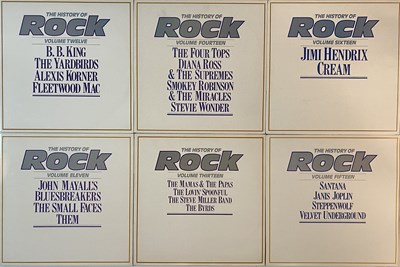 THE HISTORY OF
Rock
VOLUME TWELVE
B. B. KING
THE YARDBIRDS
ALEXIS KORNER
FLEETWOOD MAC
THE HISTORY OF
Rock
VOLUME FOURTEEN
THE FOUR TOPS
DIANA ROSS
& THE SUPREMES
SMOKEY ROBINSON
& THE MIRACLES
STEVIE WONDER
THE HISTORY OF
Rock
VOLUME SIXTEEN
JIMI HENDRIX
CREAM
THE HISTORY OF
Rock
VOLUME ELEVEN
JOHN MAYALL'S
BLUESBREAKERS
THE SMALL FACES
THEM
THE HISTORY OF
Rock
VOLUME THIRTEEN
THE MAMAS & THE PAPAS
THE LOVIN' SPOONFUL
THE STEVE MILLER BAND
THE BYRDS
THE HISTORY OF
Rock
VOLUME FIFTEEN
SANTANA
JANIS JOPLIN
STEPPENWOLF
VELVET UNDERGROUND